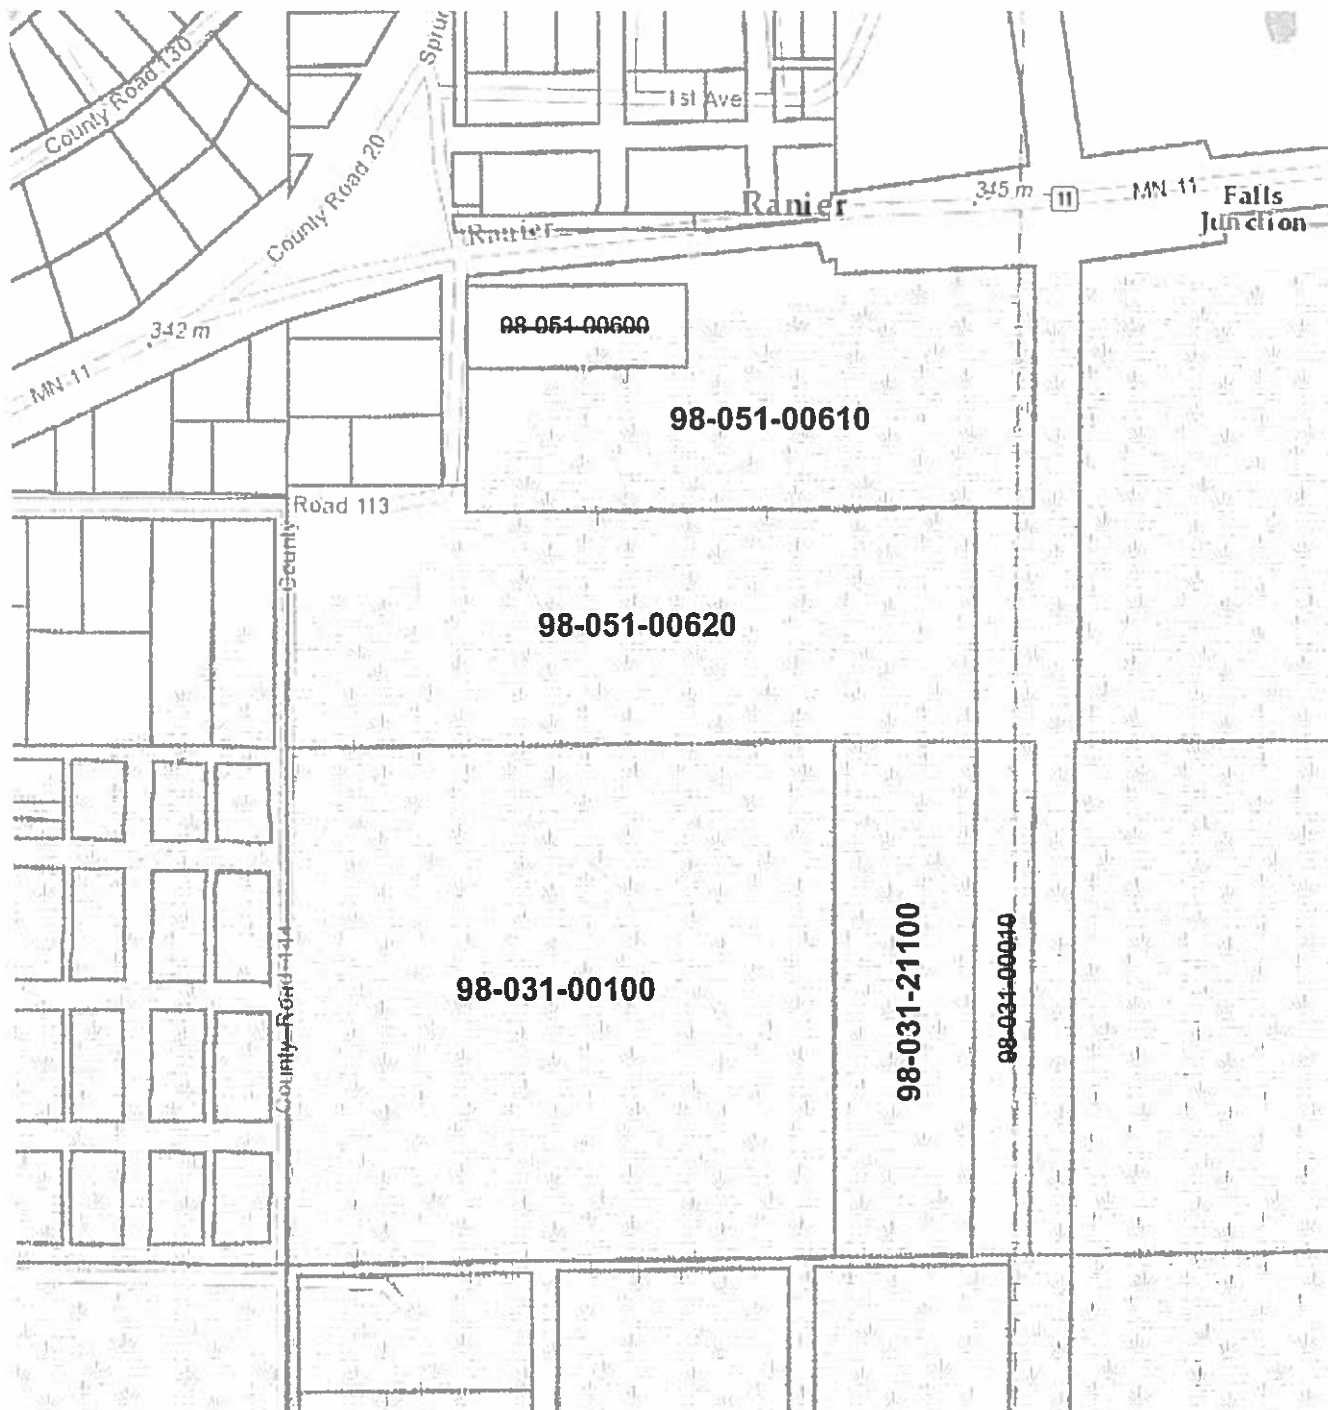 Spruc
County Road 130
1st Ave
County Road 20
Ranier
345 m
11
MN 11
Falls
Junction
Ranier
98-051-00600
342 m
MN 11
98-051-00610
Road 113
County
98-051-00620
98-031-00100
98-031-21100
98-031-00010
County Road 114